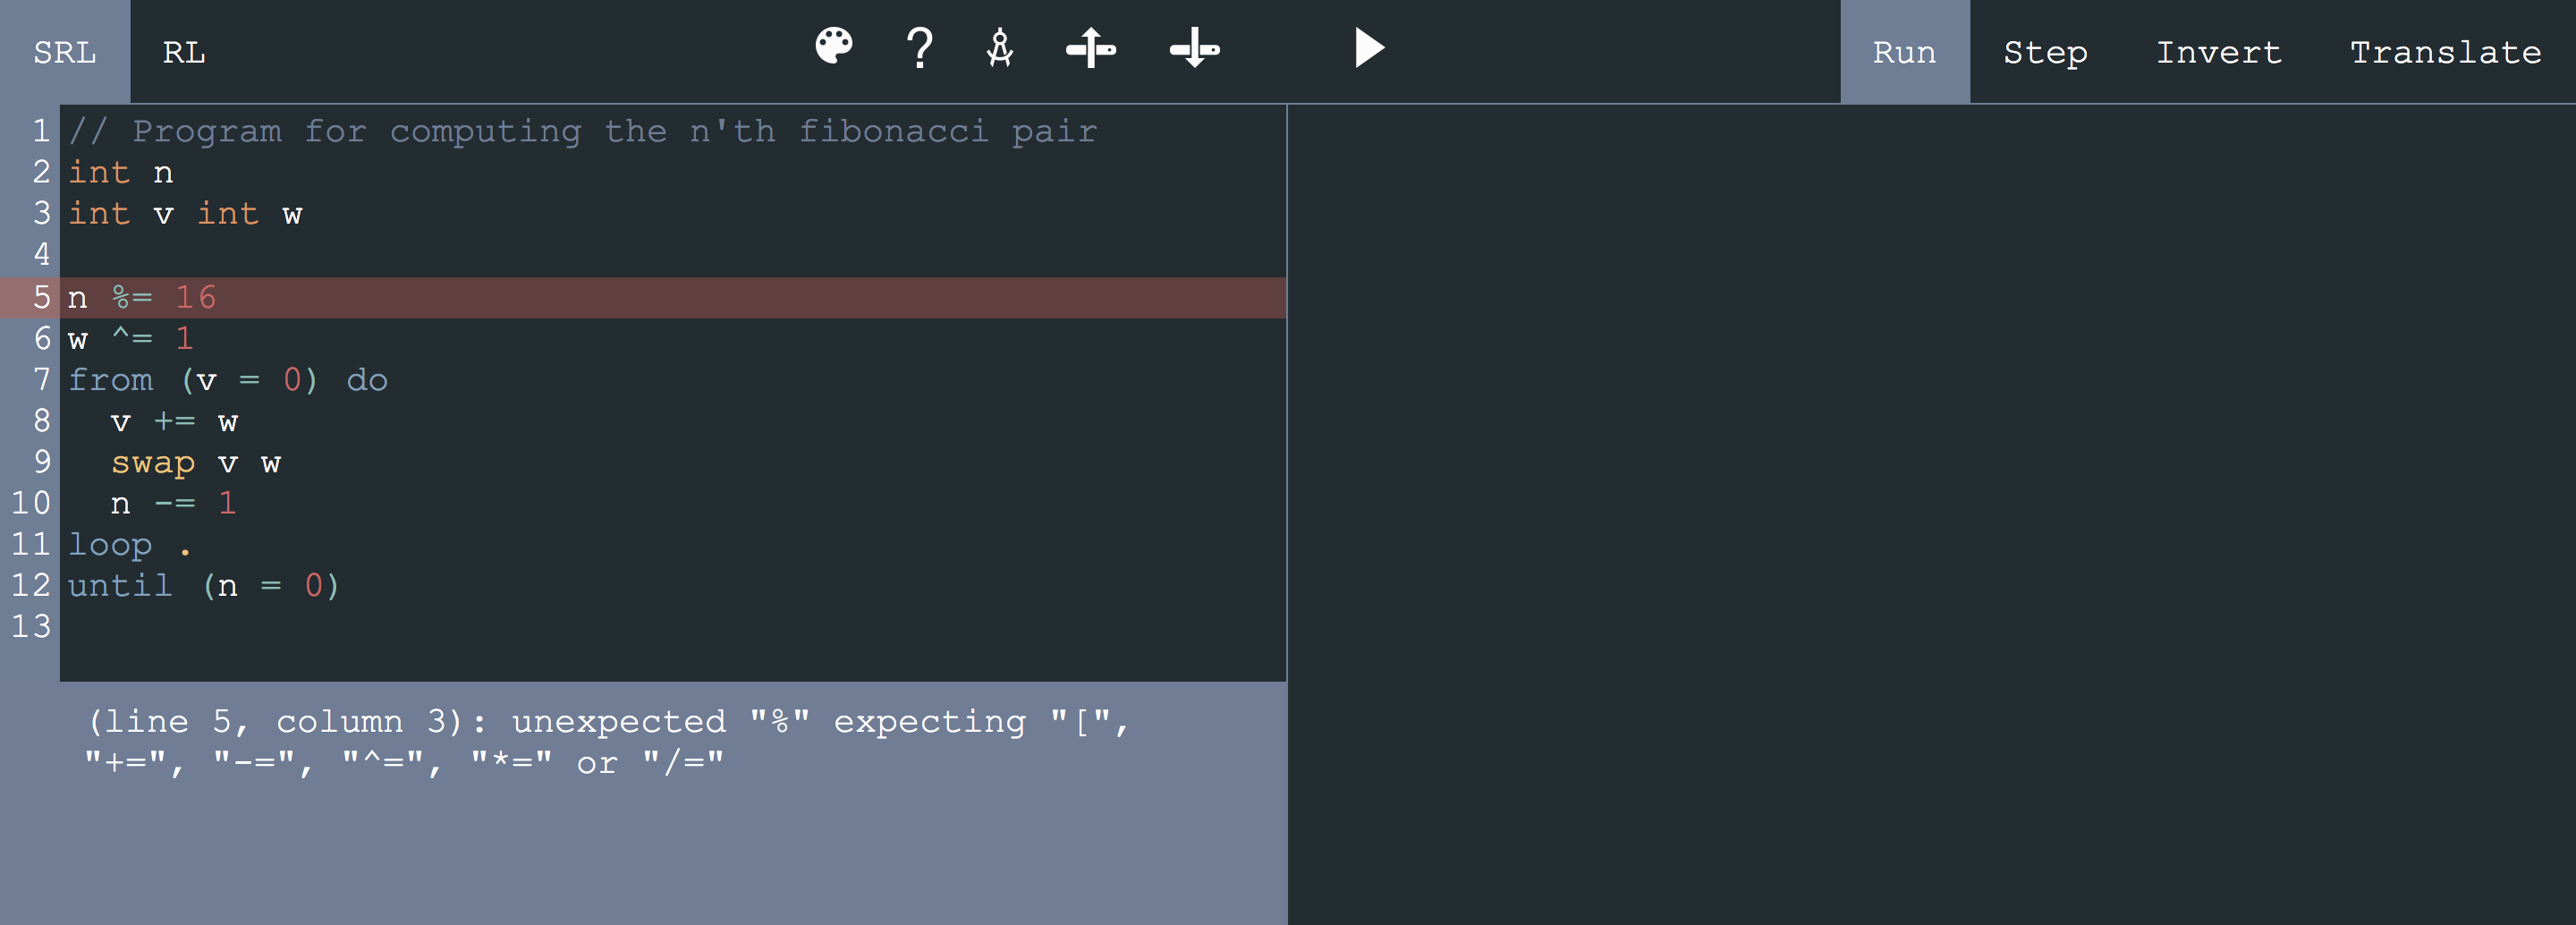 SRL RL ? Run Step Invert Translate
1 // Program for computing the n'th fibonacci pair
2 int n
3 int v int w
4
5 n %= 16
6 w ^= 1
7 from (v = 0) do
8 v += w
9 swap v w
10 n -= 1
11 loop .
12 until (n = 0)
13
(line 5, column 3): unexpected "%" expecting "[",
"+=", "-=", "^=", "*=" or "/="